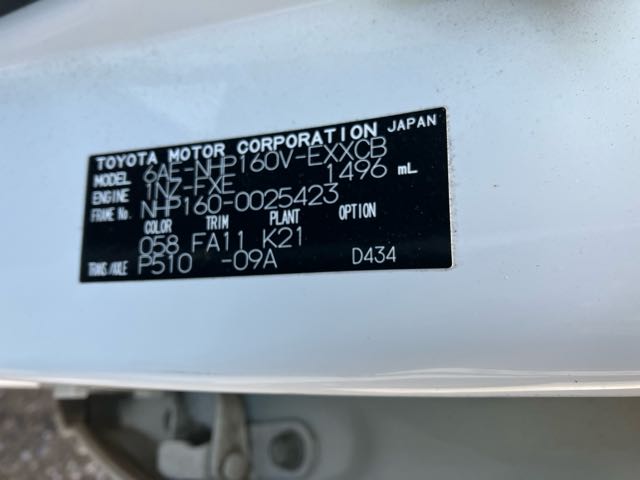 TOYOTA MOTOR CORPORATION JAPAN
MODEL 6AE-NHP160V-EXXCB
ENGINE 1NZ-FXE 1496 mL
FRAME No. NHP160-0025423
COLOR TRIM PLANT OPTION
058 FA11 K21
TRANS./AXLE P510 -09A D434